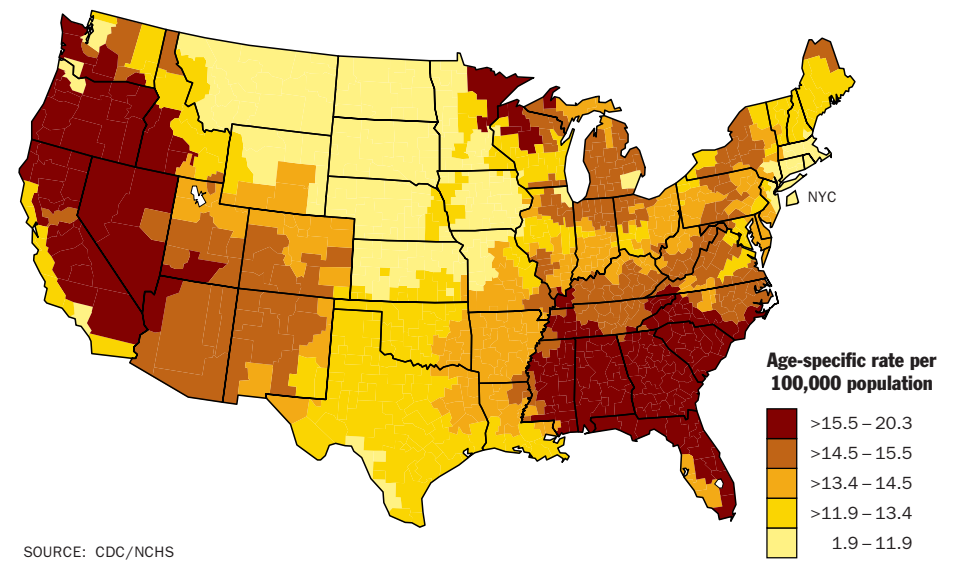 NYC
Age-specific rate per
100,000 population
>15.5 – 20.3
>14.5 – 15.5
>13.4 – 14.5
>11.9 – 13.4
1.9 – 11.9
SOURCE: CDC/NCHS